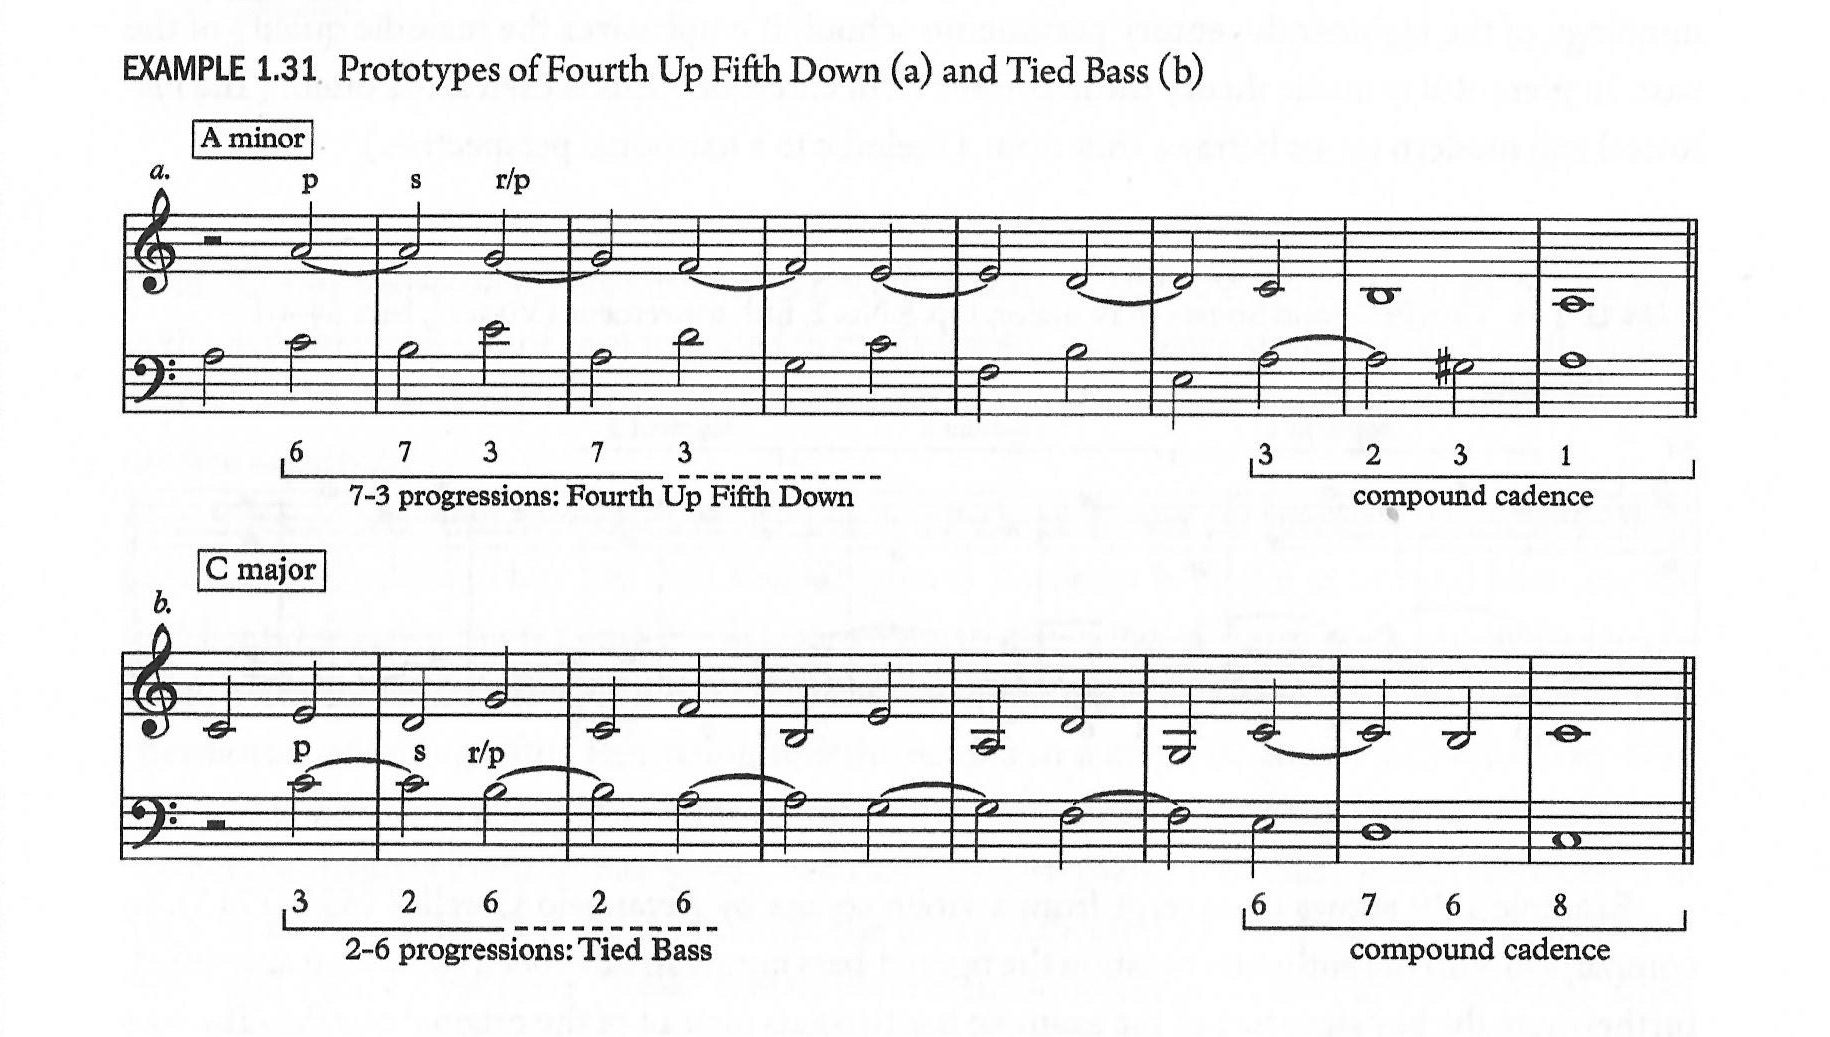 EXAMPLE 1.31 Prototypes of Fourth Up Fifth Down (a) and Tied Bass (b)
A minor
a.
p s r/p
6 7 3 7 3 3 2 3 1
7-3 progressions: Fourth Up Fifth Down compound cadence
C major
b.
p s r/p
3 2 6 2 6 6 7 6 8
2-6 progressions: Tied Bass compound cadence